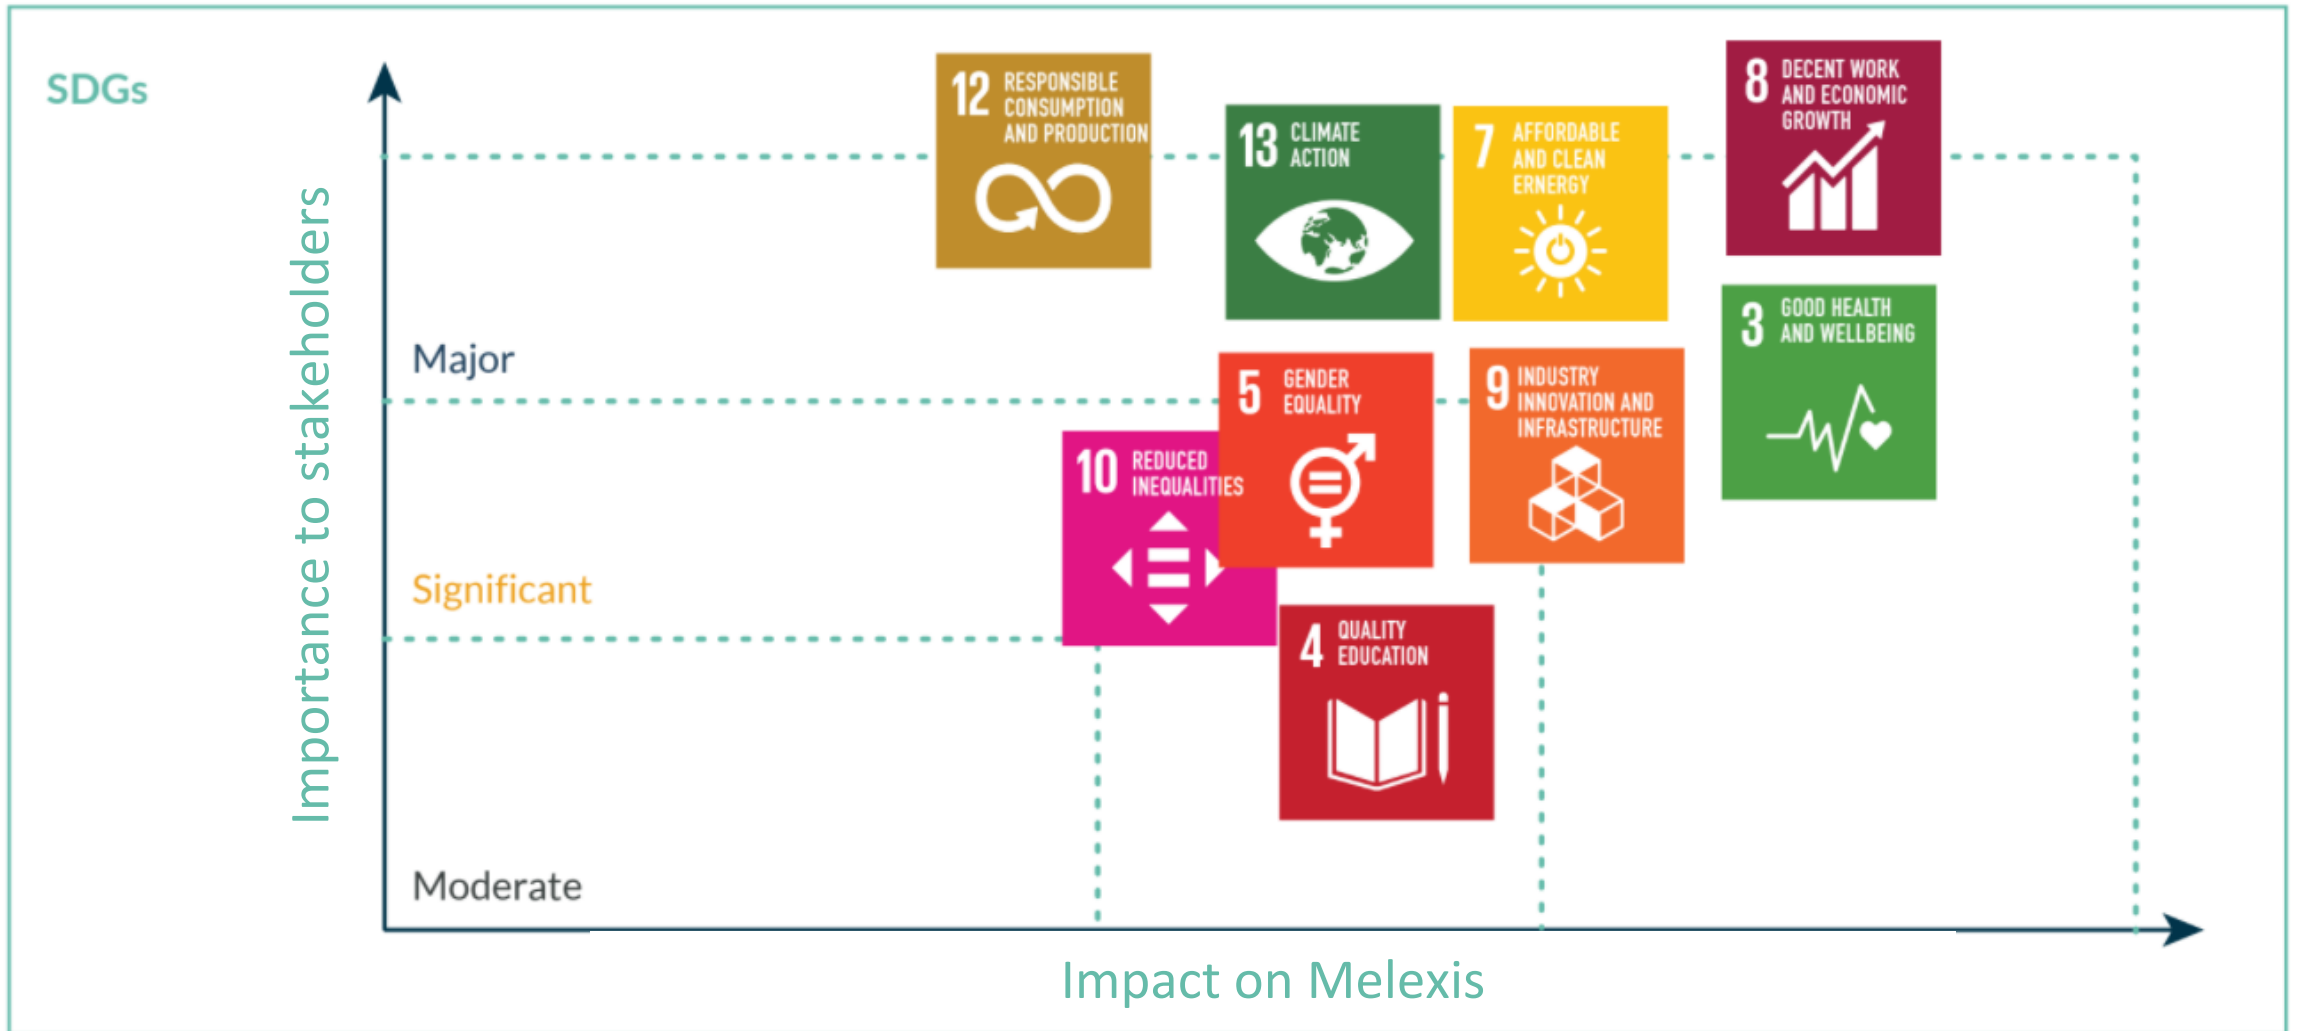 SDGs
Importance to stakeholders
Major
Significant
Moderate
12 RESPONSIBLE
CONSUMPTION
AND PRODUCTION
13 CLIMATE
ACTION
7 AFFORDABLE
AND CLEAN
ERNERGY
8 DECENT WORK
AND ECONOMIC
GROWTH
3 GOOD HEALTH
AND WELLBEING
10 REDUCED
INEQUALITIES
5 GENDER
EQUALITY
9 INDUSTRY
INNOVATION AND
INFRASTRUCTURE
4 QUALITY
EDUCATION
Impact on Melexis